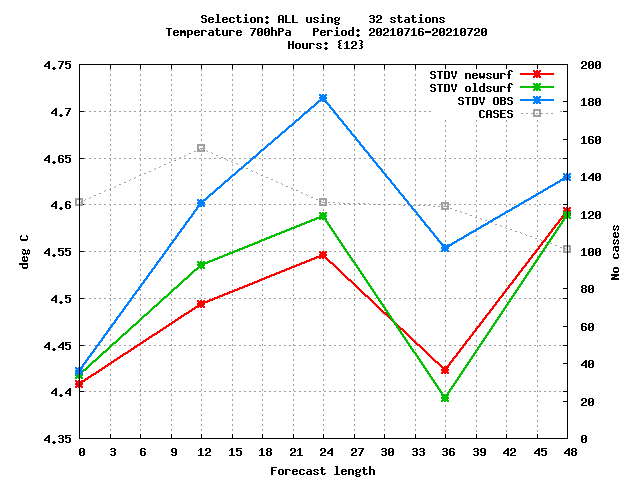 Selection: ALL using    32 stations
Temperature 700hPa   Period: 20210716-20210720
Hours: {12}
4.75
4.7
4.65
4.6
4.55
4.5
4.45
4.4
4.35
deg C
STDV newsurf
STDV oldsurf
STDV OBS
CASES
200
180
160
140
120
100
80
60
40
20
0
No cases
0 3 6 9 12 15 18 21 24 27 30 33 36 39 42 45 48
Forecast length